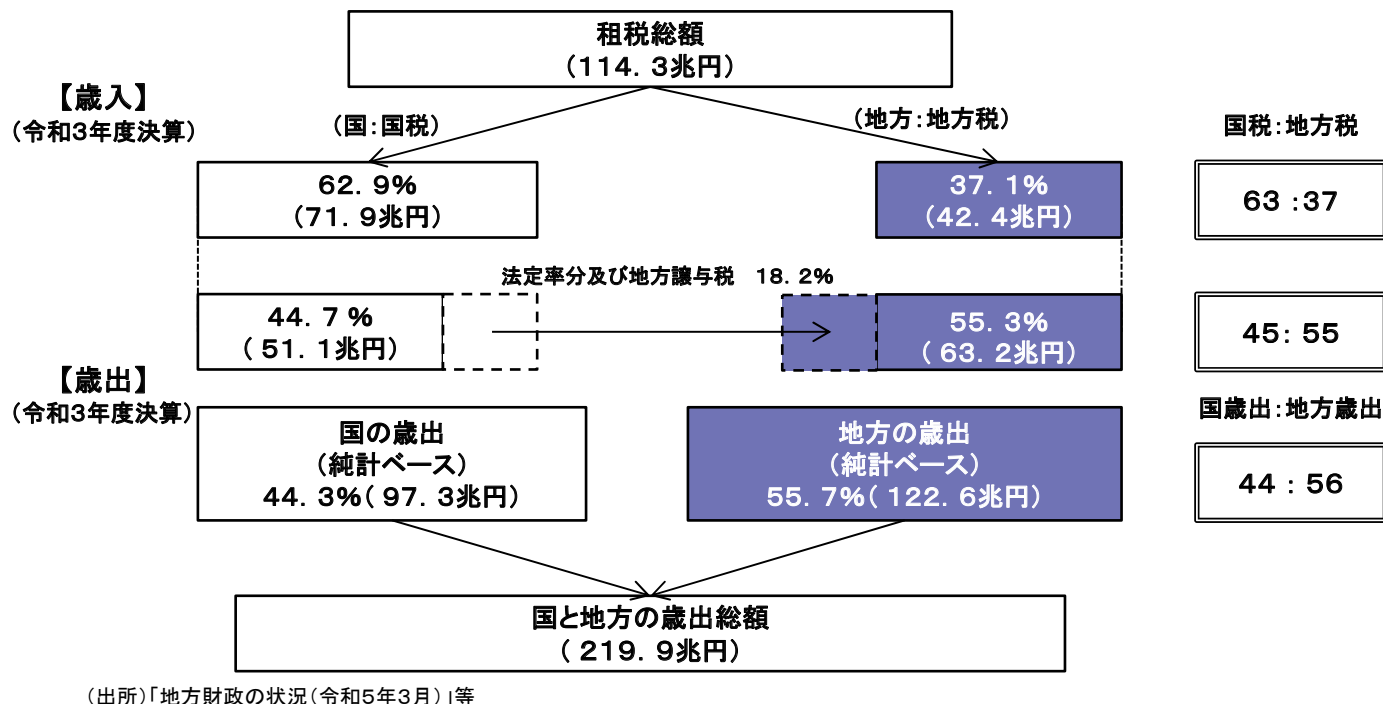 租税総額
(114.3兆円)
【歳入】
(令和3年度決算)
(国:国税)
(地方:地方税)
国税:地方税
62.9%
(71.9兆円)
37.1%
(42.4兆円)
63:37
法定率分及び地方譲与税 18.2%
44.7%
(51.1兆円)
55.3%
(63.2兆円)
45:55
【歳出】
(令和3年度決算)
国歳出:地方歳出
国の歳出
(純計ベース)
44.3%(97.3兆円)
地方の歳出
(純計ベース)
55.7%(122.6兆円)
44:56
国と地方の歳出総額
(219.9兆円)
(出所)「地方財政の状況(令和5年3月)」等